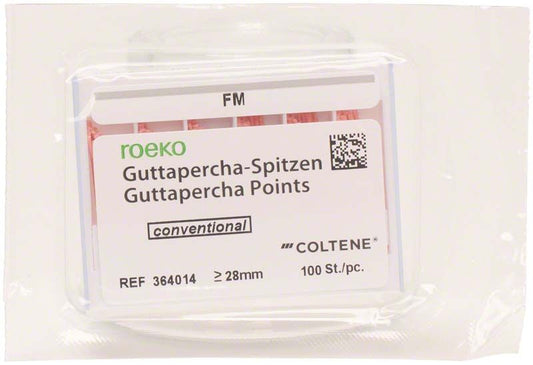 FM
roeko
Guttapercha-Spitzen
Guttapercha Points
conventional
COLTENE®
REF 364014 ≥ 28mm 100 St./pc.